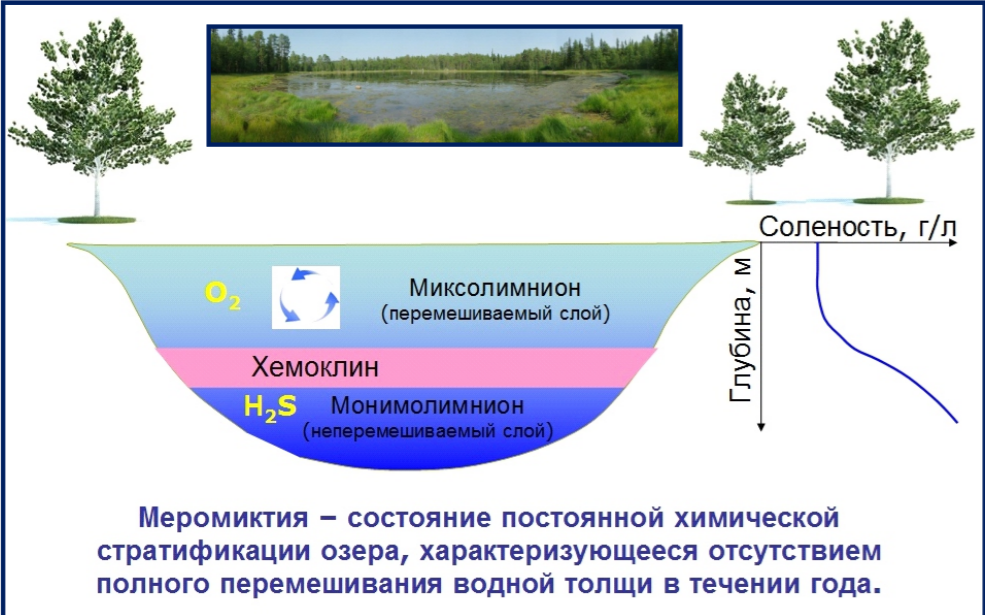 Соленость, г/л
Глубина, м
O₂
Миксолимнион
(перемешиваемый слой)
Хемоклин
H₂S
Монимолимнион
(неперемешиваемый слой)
Меромиктия – состояние постоянной химической
стратификации озера, характеризующееся отсутствием
полного перемешивания водной толщи в течении года.